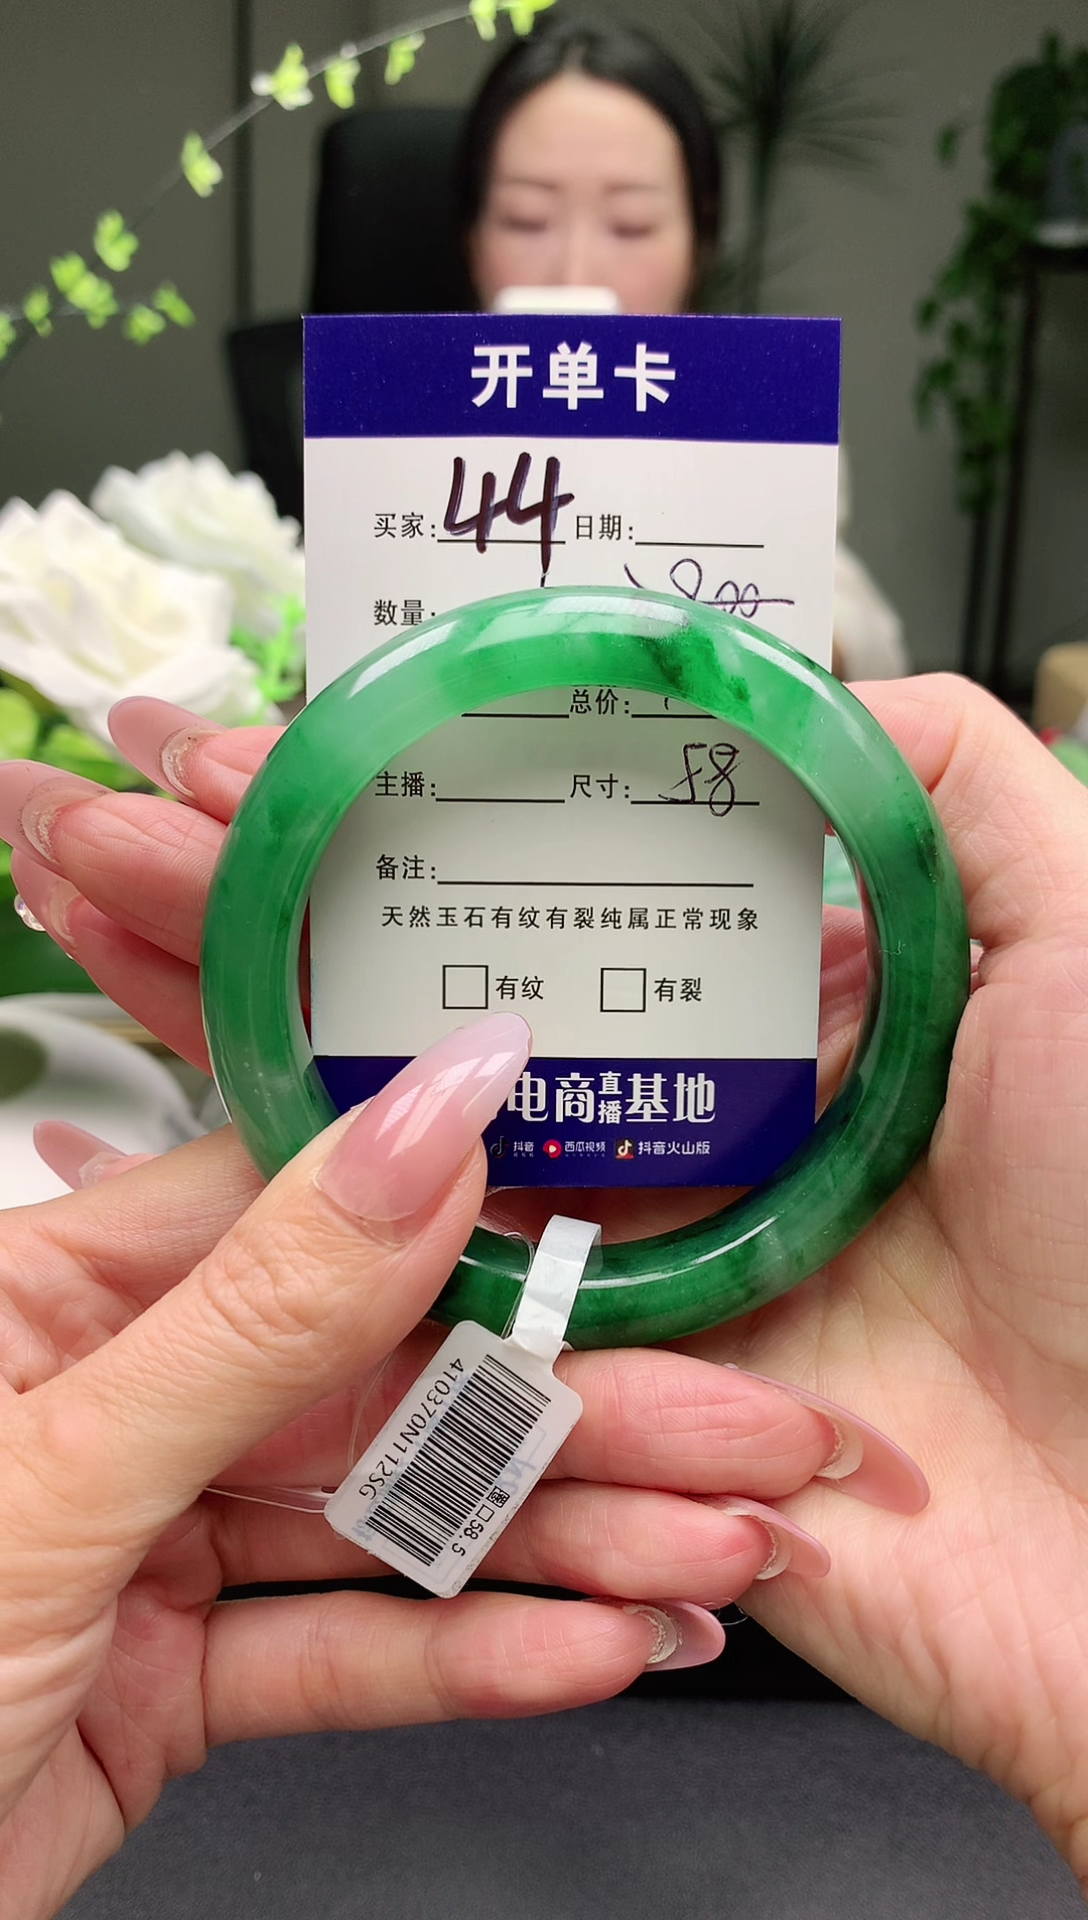 开单卡
买家: 44 日期:
数量:
总价:
主播: 尺寸: 58
备注:
天然玉石有纹有裂纯属正常现象
有纹 有裂
电商直播基地
抖音 西瓜视频 抖音火山版
410370N112SG
58.5